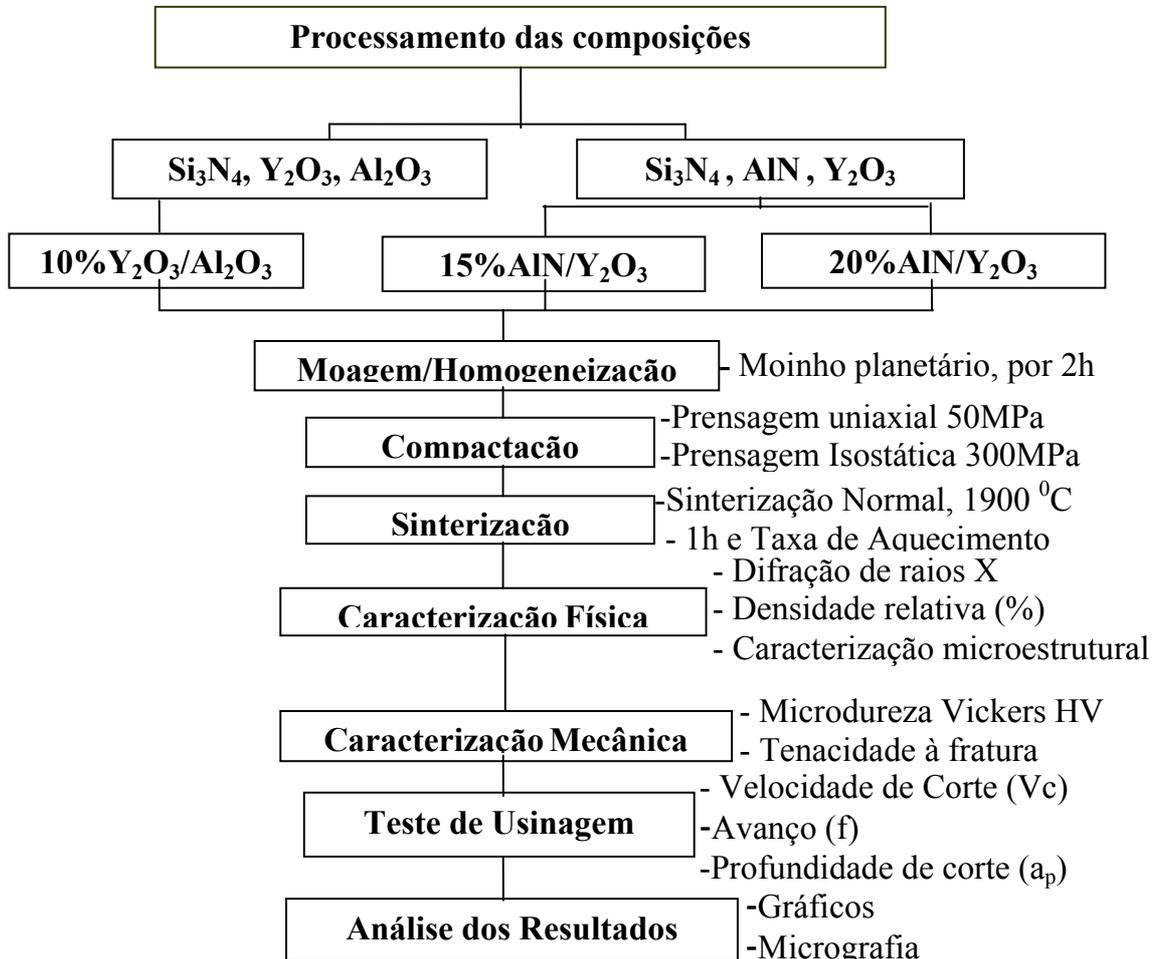 Processamento das composições
Si₃N₄, Y₂O₃, Al₂O₃
Si₃N₄ , AlN , Y₂O₃
10%Y₂O₃/Al₂O₃
15%AlN/Y₂O₃
20%AlN/Y₂O₃
Moagem/Homogeneização
- Moinho planetário, por 2h
Compactação
-Prensagem uniaxial 50MPa
-Prensagem Isostática 300MPa
Sinterização
-Sinterização Normal, 1900 ⁰C
- 1h e Taxa de Aquecimento
Caracterização Física
- Difração de raios X
- Densidade relativa (%)
- Caracterização microestrutural
Caracterização Mecânica
- Microdureza Vickers HV
- Tenacidade à fratura
Teste de Usinagem
- Velocidade de Corte (Vc)
-Avanço (f)
-Profundidade de corte (aₚ)
Análise dos Resultados
-Gráficos
-Micrografia